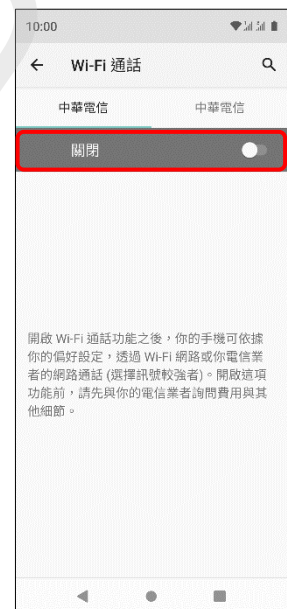 10:00
Wi-Fi 通話
中華電信 中華電信
關閉
開啟 Wi-Fi 通話功能之後，你的手機可依據
你的偏好設定，透過 Wi-Fi 網路或你電信業
者的網路通話 (選擇訊號較強者)。開啟這項
功能前，請先與你的電信業者詢問費用與其
他細節。